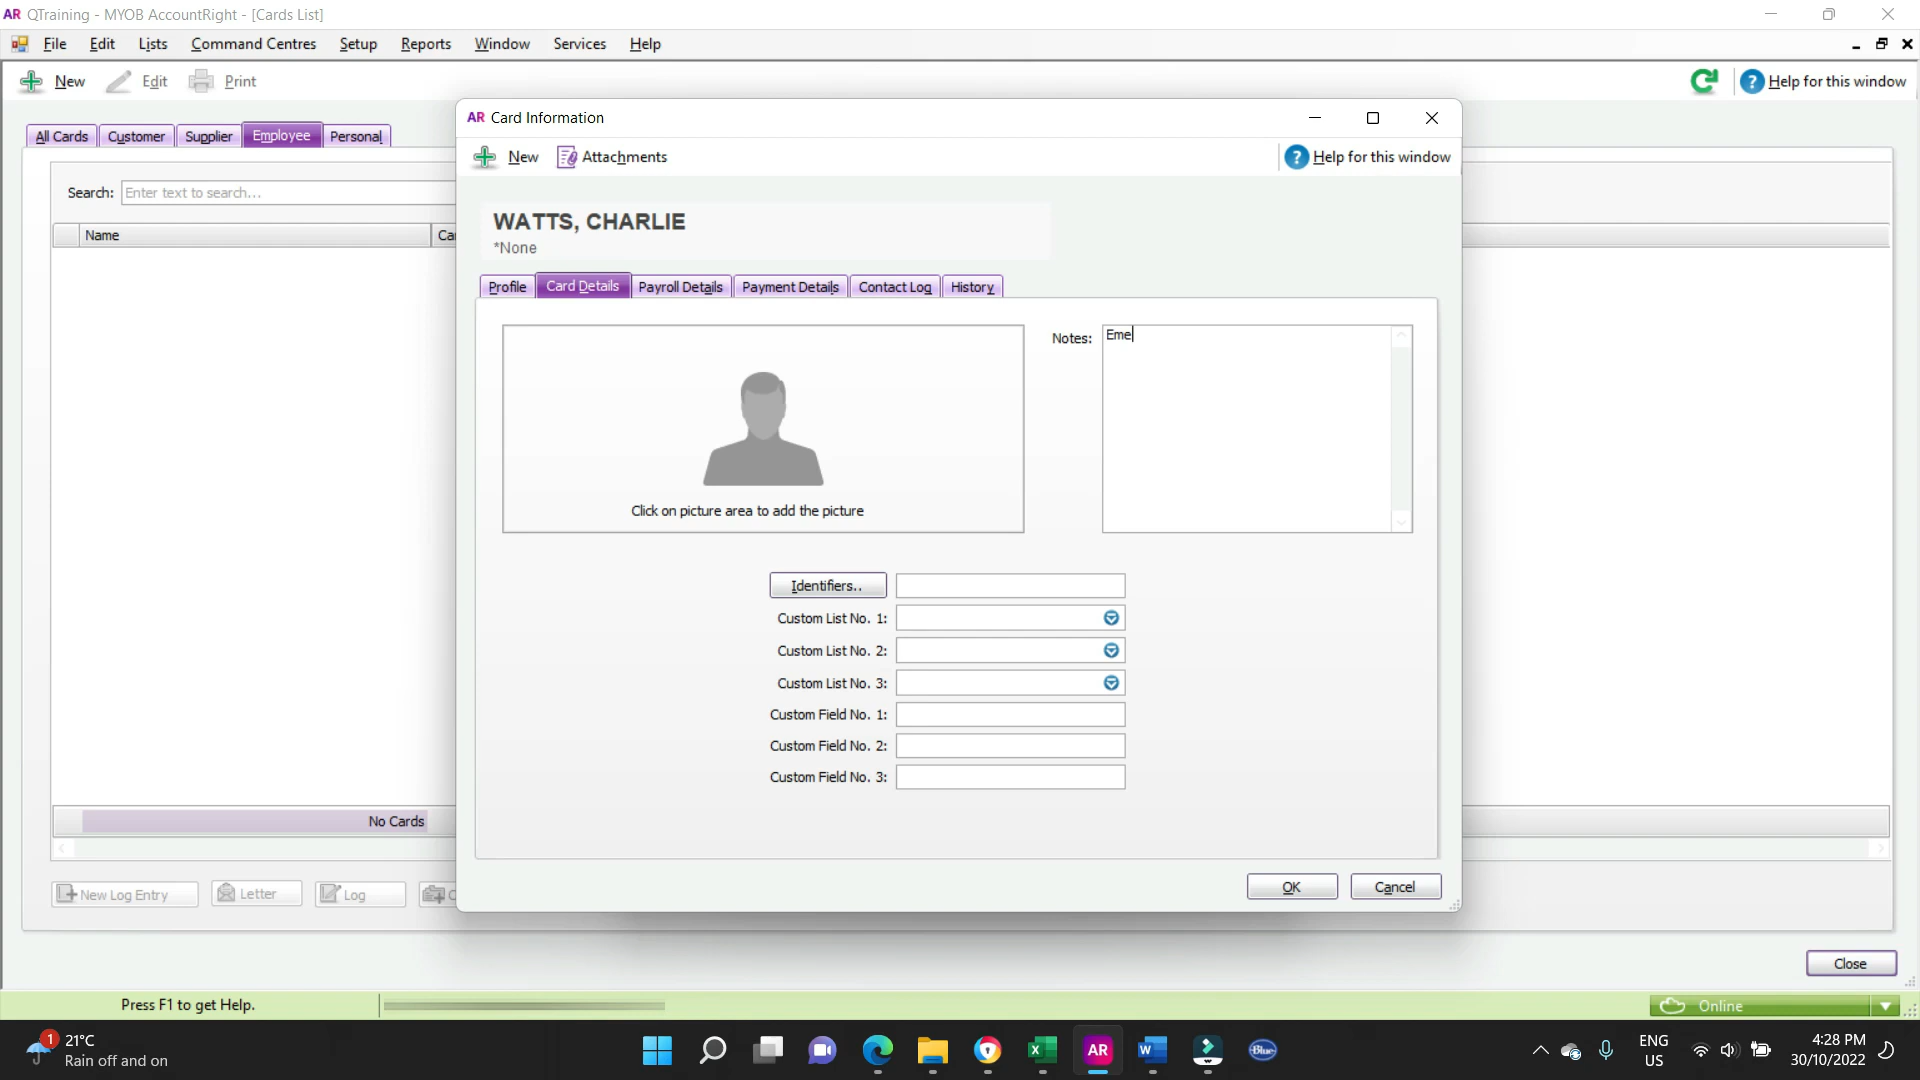 AR QTraining - MYOB AccountRight - [Cards List]
File Edit Lists Command Centres Setup Reports Window Services Help
New Edit Print
Help for this window
All Cards Customer Supplier Employee Personal
Search: Enter text to search...
Name
AR Card Information
New Attachments
Help for this window
WATTS, CHARLIE
*None
Profile Card Details Payroll Details Payment Details Contact Log History
Click on picture area to add the picture
Notes: Eme
Identifiers..
Custom List No. 1:
Custom List No. 2:
Custom List No. 3:
Custom Field No. 1:
Custom Field No. 2:
Custom Field No. 3:
No Cards
New Log Entry Letter Log
OK Cancel
Close
Press F1 to get Help.
Online
1 21°C
Rain off and on
AR
Blue
ENG
US
4:28 PM
30/10/2022